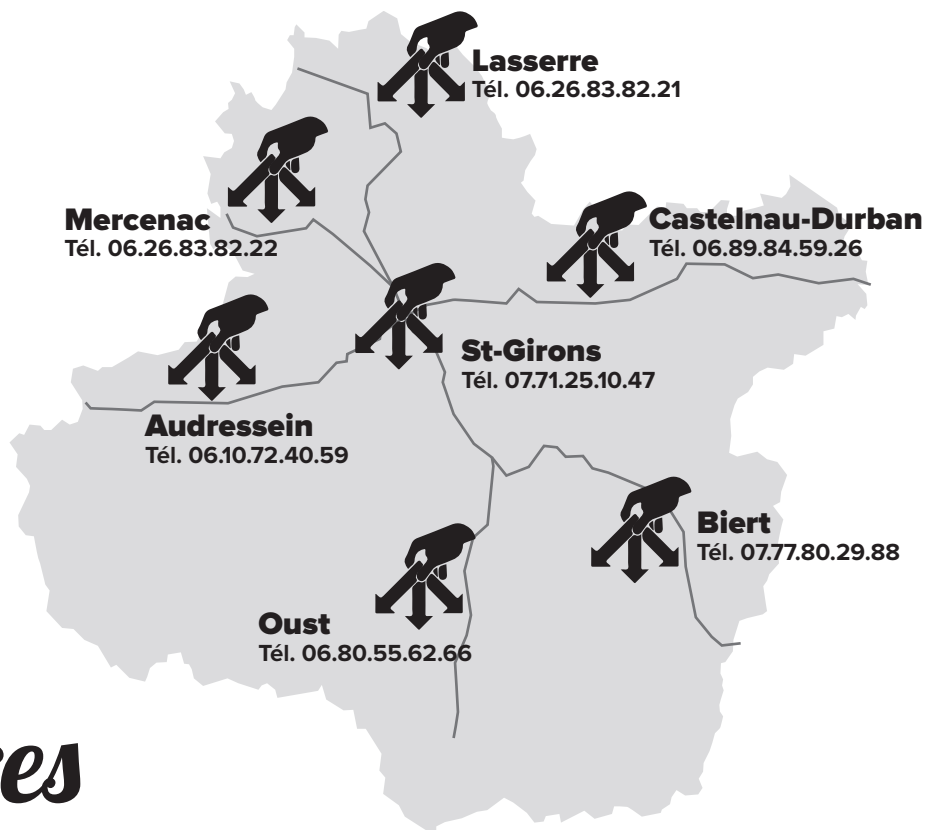 Lasserre
Tél. 06.26.83.82.21
Mercenac
Tél. 06.26.83.82.22
Castelnau-Durban
Tél. 06.89.84.59.26
St-Girons
Tél. 07.71.25.10.47
Audressein
Tél. 06.10.72.40.59
Biert
Tél. 07.77.80.29.88
Oust
Tél. 06.80.55.62.66